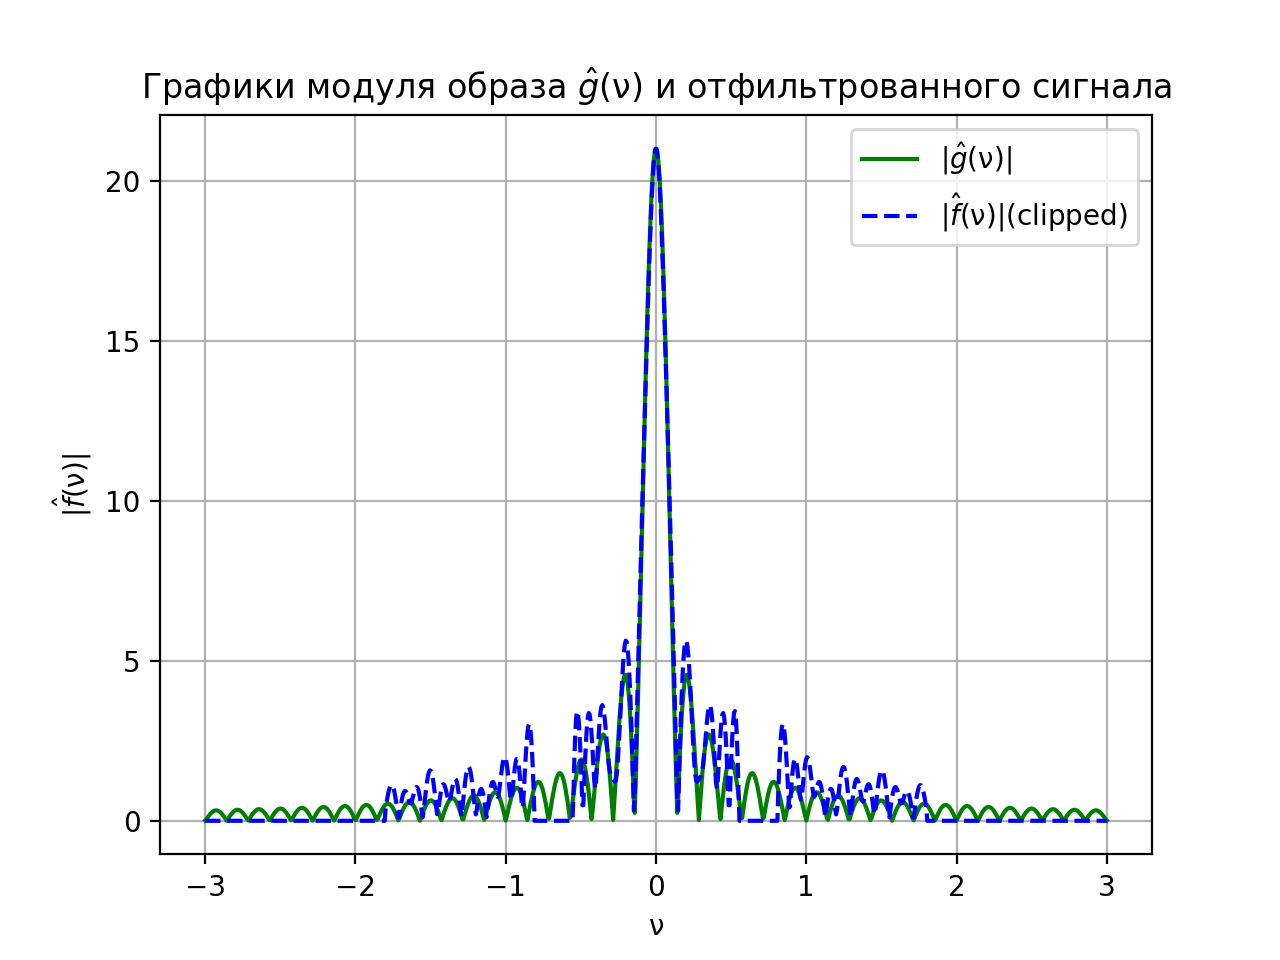 Графики модуля образа ĝ(ν) и отфильтрованного сигнала
|ĝ(ν)|
|f̂(ν)|(clipped)
20
15
10
5
0
|f̂(ν)|
−3 −2 −1 0 1 2 3
ν